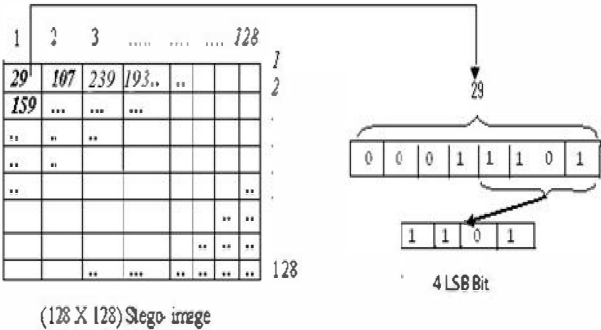 1 2 3 ..... .... .... 128
1
29 107 239 193.. ..
2
159 ... ... ...
.. .. ..
.. ..
.. ..
.. ..
.. .. ..
.. ... .. .. .. ..
128
(128 X 128) Stego- image
29
0 0 0 1 1 1 0 1
1 1 0 1
4 LSB Bit